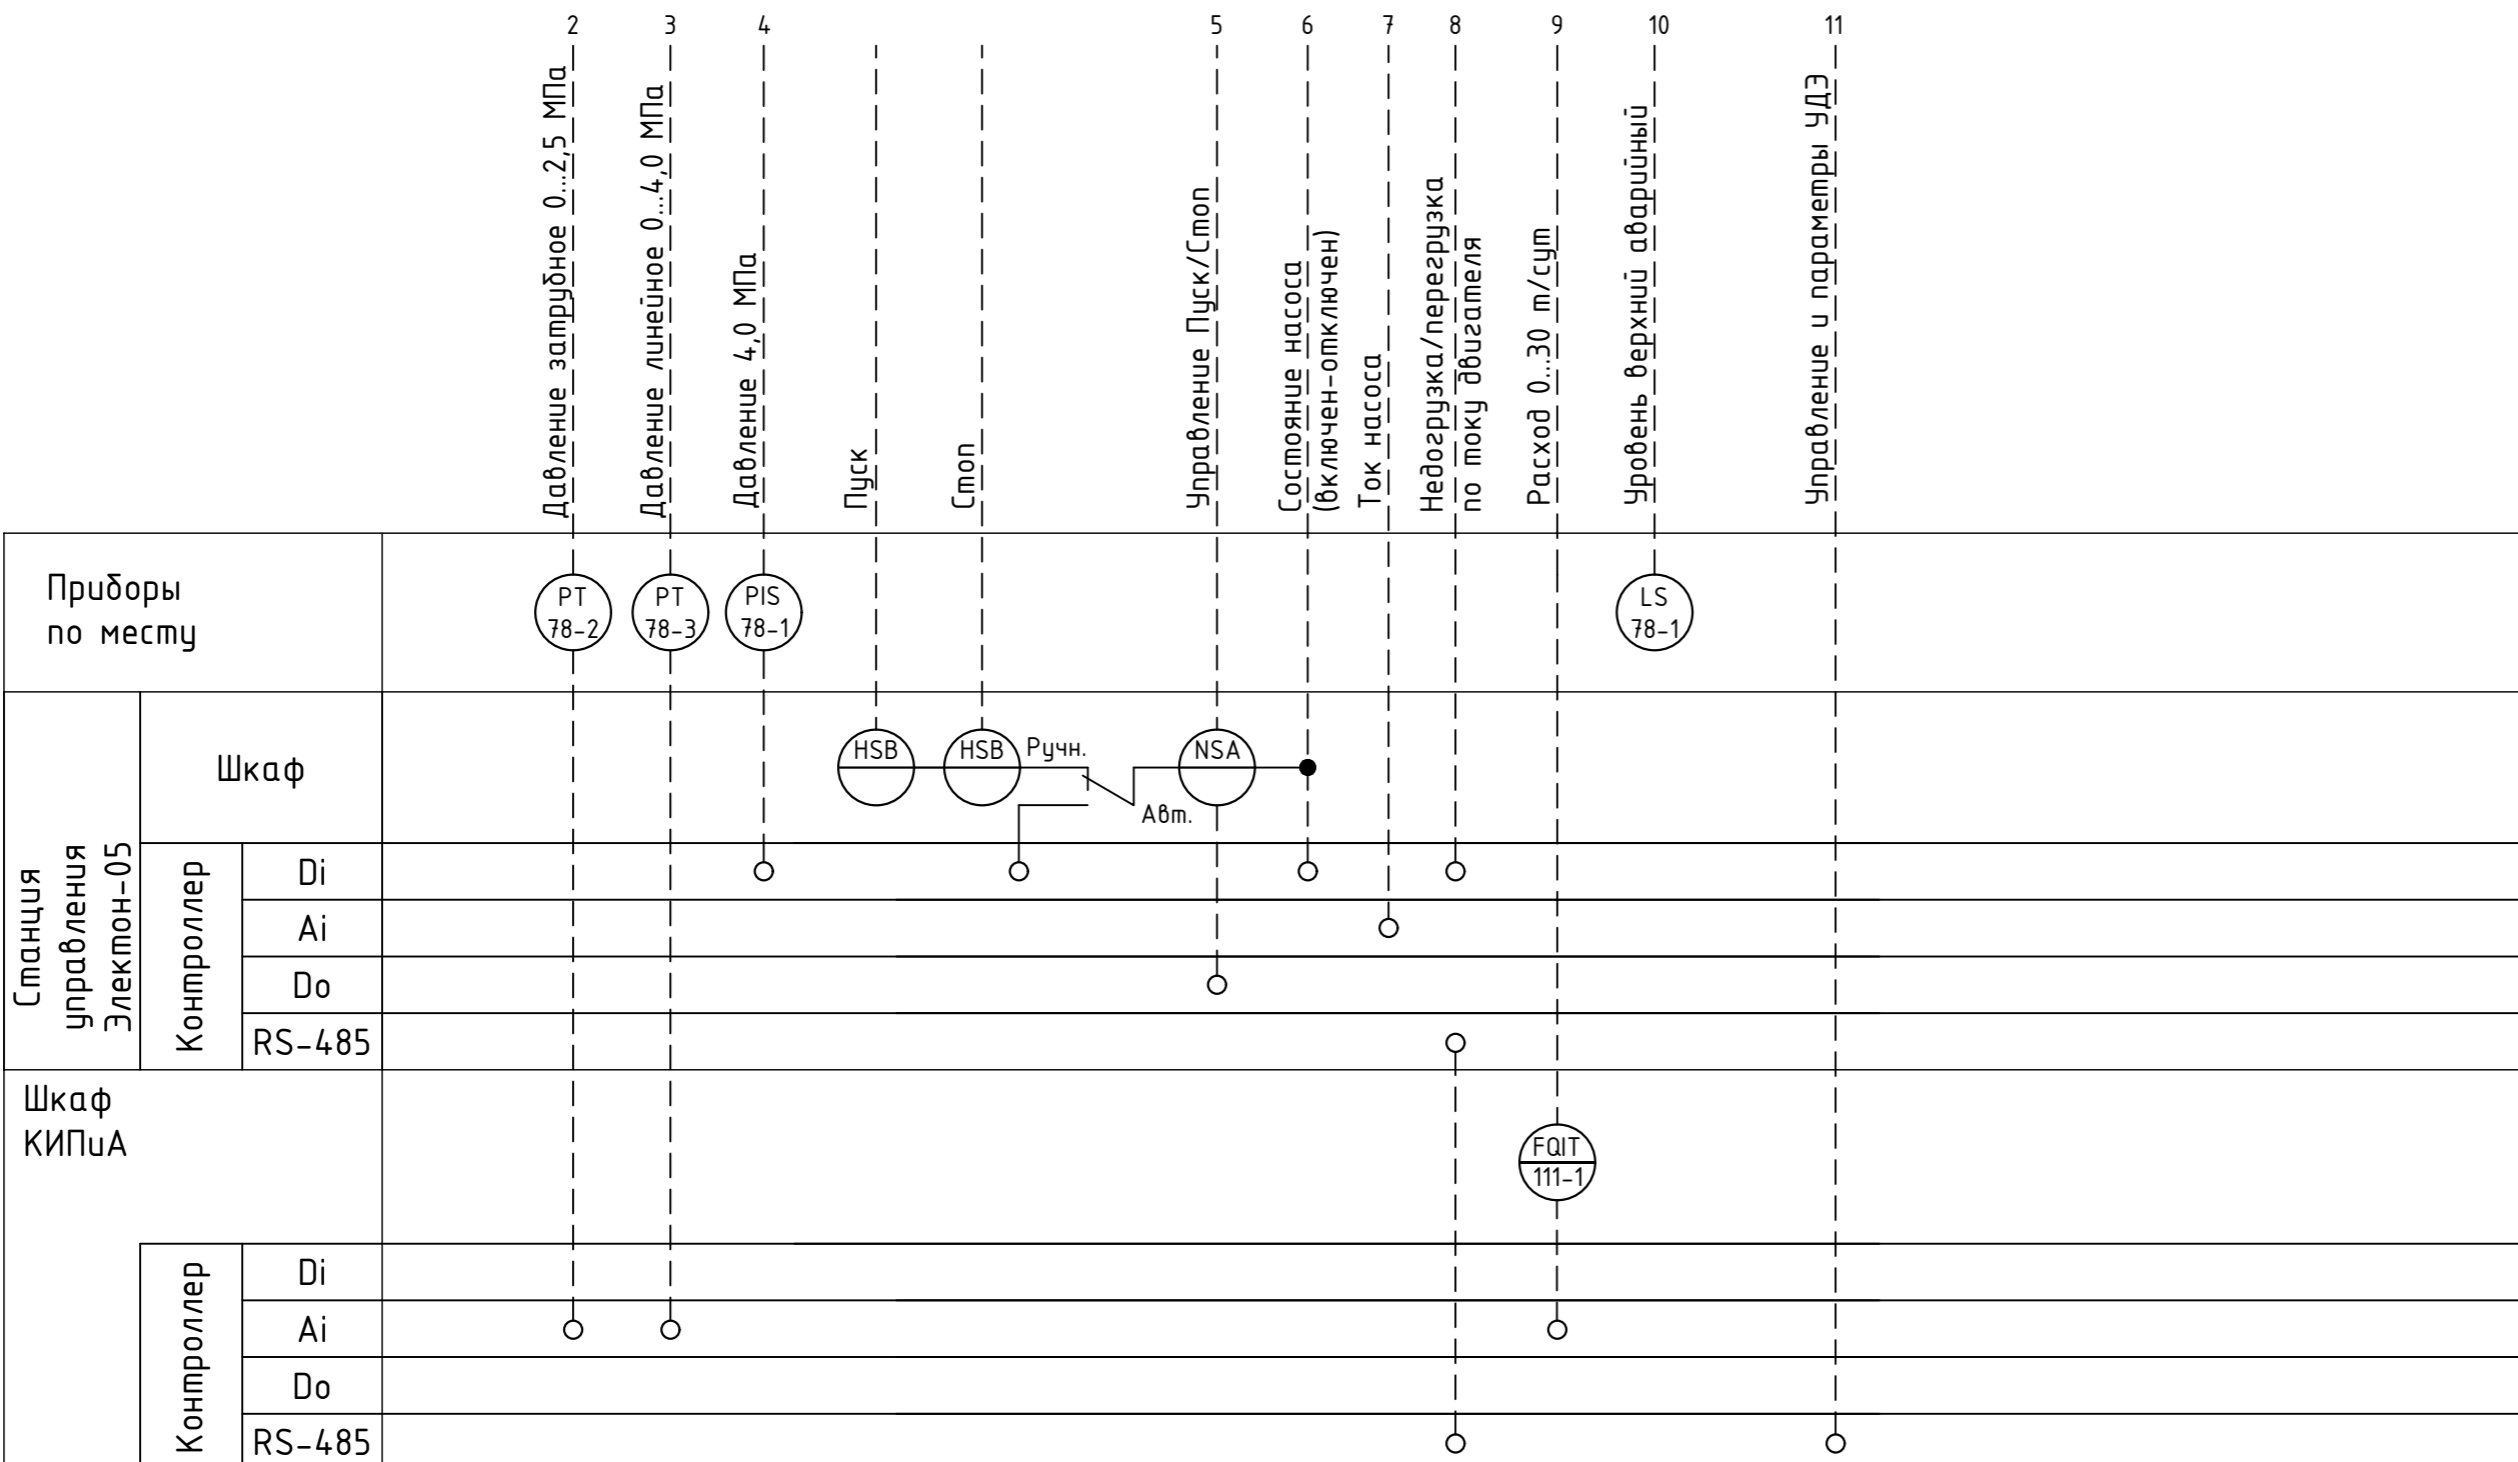 2
3
4
5
6
7
8
9
10
11
Давление затрубное 0...2,5 МПа
Давление линейное 0...4,0 МПа
Давление 4,0 МПа
Пуск
Стоп
Управление Пуск/Стоп
Состояние насоса
(включен-отключен)
Ток насоса
Недогрузка/перегрузка
по току двигателя
Расход 0...30 т/сут
Уровень верхний аварийный
Управление и параметры УДЭ
Приборы
по месту
PT
78-2
PT
78-3
PIS
78-1
LS
78-1
Станция
управления
Электон-05
Шкаф
HSB
HSB
Ручн.
Авт.
NSA
Контроллер
Di
Ai
Do
RS-485
Шкаф
КИПиА
FQIT
111-1
Контроллер
Di
Ai
Do
RS-485